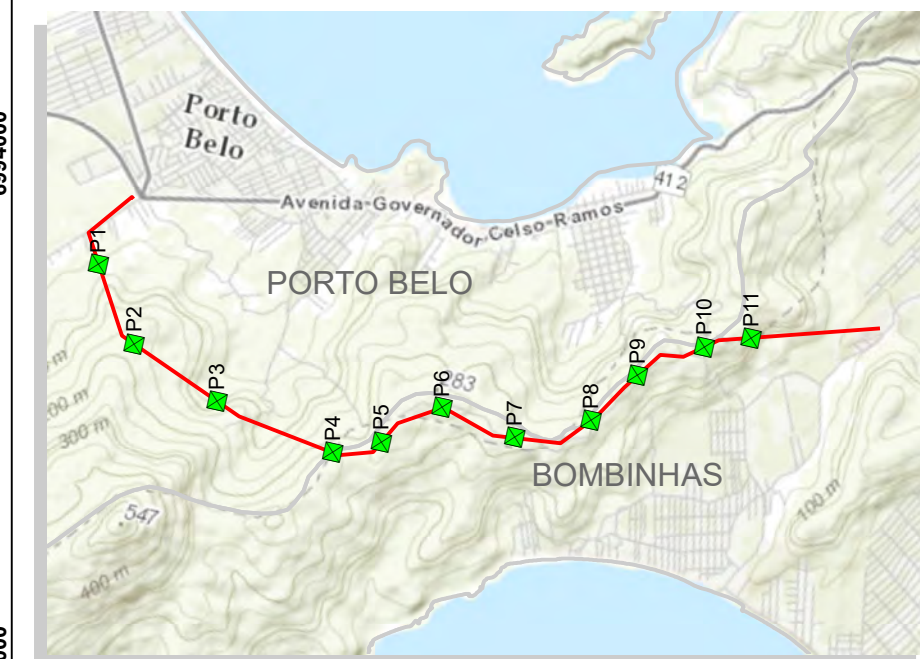 Porto
Belo
412
Avenida-Governador Celso-Ramos
PORTO BELO
P1
P2
P3
P4
P5
P6
P7
P8
P9
P10
P11
283
300 m
BOMBINHAS
547
400 m
100 m